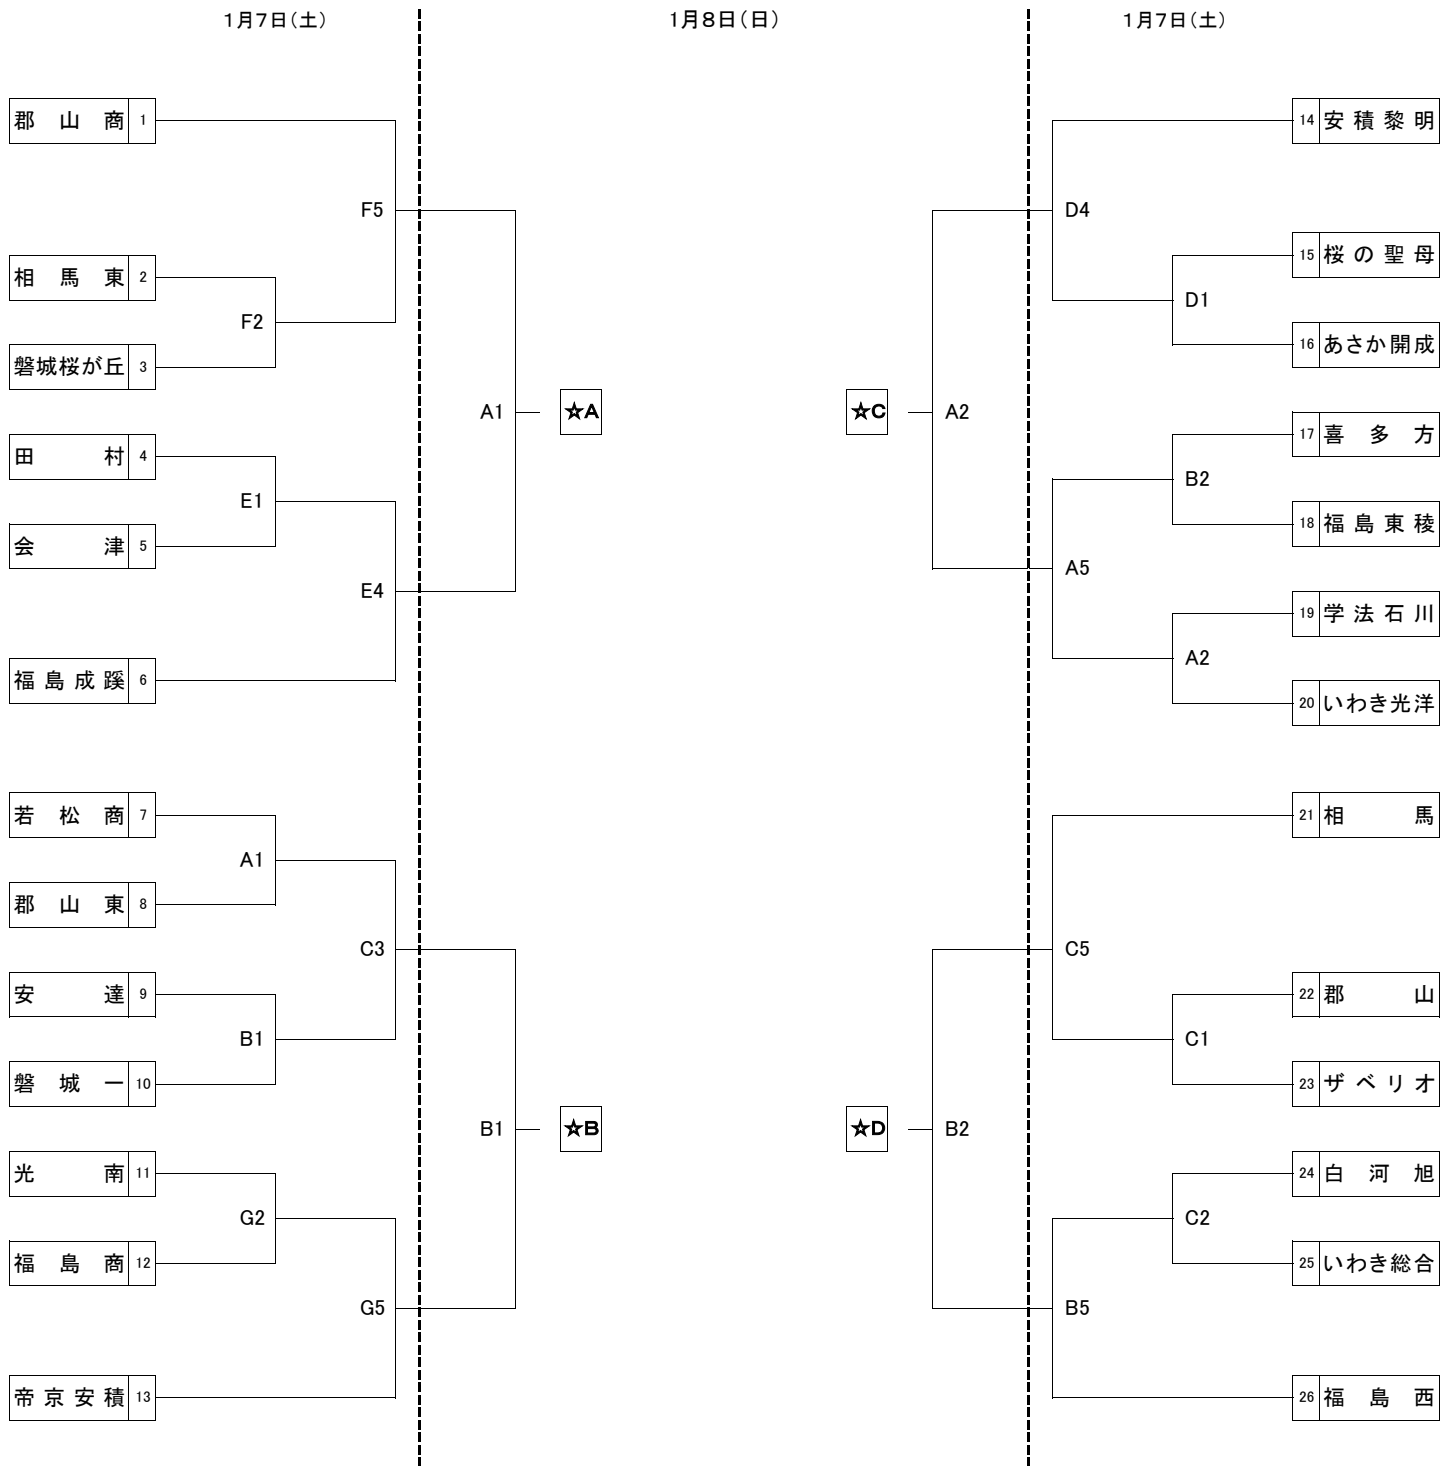 1月7日(土) 1月8日(日) 1月7日(土)
郡山商 1
F5
相馬東 2
F2
磐城桜が丘 3
A1 ☆A
田村 4
E1
会津 5
E4
福島成蹊 6
若松商 7
A1
郡山東 8
C3
安達 9
B1
磐城一 10
B1 ☆B
光南 11
G2
福島商 12
G5
帝京安積 13
14 安積黎明
D4
15 桜の聖母
D1
16 あさか開成
☆C A2
17 喜多方
B2
18 福島東稜
A5
19 学法石川
A2
20 いわき光洋
21 相馬
C5
22 郡山
C1
23 ザベリオ
☆D B2
24 白河旭
C2
25 いわき総合
B5
26 福島西